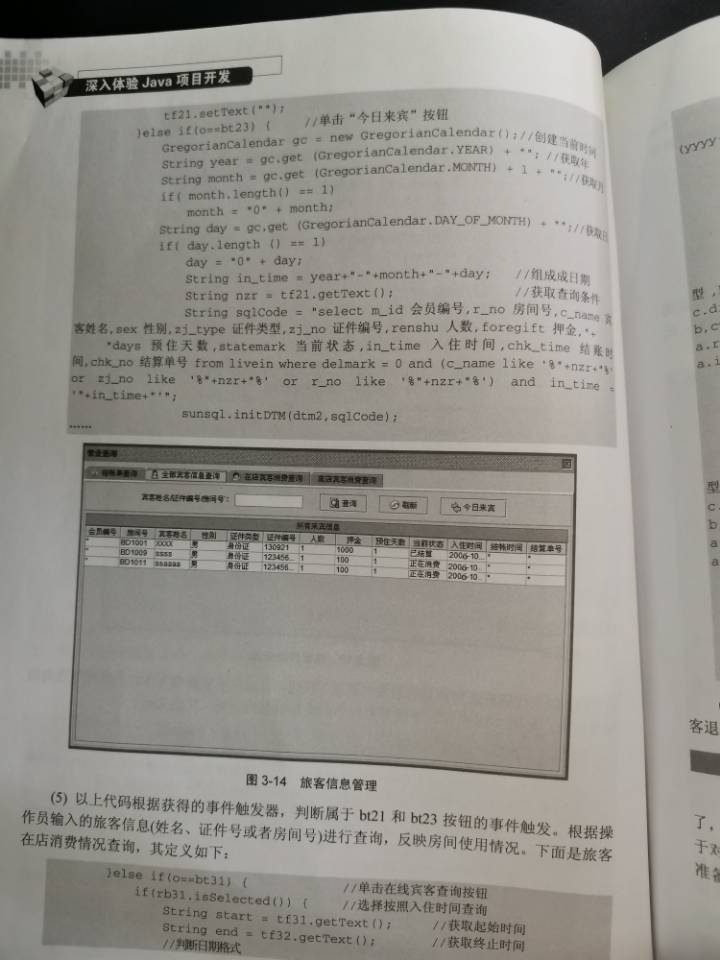 深入体验 Java 项目开发
tf21.setText("");
}else if(o==bt23) { //单击“今日来宾”按钮
GregorianCalendar gc = new GregorianCalendar();//创建当前时间
String year = gc.get (GregorianCalendar.YEAR) + ""; //获取年
String month = gc.get (GregorianCalendar.MONTH) + 1 + "";//获取月
if( month.length() == 1)
month = "0" + month;
String day = gc.get (GregorianCalendar.DAY_OF_MONTH) + "";//获取日
if( day.length () == 1)
day = "0" + day;
String in_time = year+"-"+month+"-"+day; //组成成日期
String nzr = tf21.getText(); //获取查询条件
String sqlCode = "select m_id 会员编号,r_no 房间号,c_name 宾
客姓名,sex 性别,zj_type 证件类型,zj_no 证件编号,renshu 人数,foregift 押金,"+
"days 预住天数,statemark 当前状态,in_time 入住时间,chk_time 结账时
间,chk_no 结算单号 from livein where delmark = 0 and (c_name like '%"+nzr+"%'
or zj_no like '%"+nzr+"%' or r_no like '%"+nzr+"%') and in_time =
'"+in_time+"'";
sunsql.initDTM(dtm2,sqlCode);
......
营业查询
结帐单查询 全部宾客信息查询 在店宾客消费查询 离店宾客消费查询
宾客姓名/证件编号/房间号: 查询 刷新 今日来宾
所有来宾信息
会员编号 房间号 宾客姓名 性别 证件类型 证件编号 人数 押金 预住天数 当前状态 入住时间 结帐时间 结算单号
* BD1001 XXXX 男 身份证 130921 1 1000 1 已结算 2006-10... * *
* BD1009 ssss 男 身份证 123456... 1 100 1 正在消费 2006-10... * *
* BD1011 ssaaaa 男 身份证 123456... 1 100 1 正在消费 2006-10... * *
图 3-14 旅客信息管理
(5) 以上代码根据获得的事件触发器，判断属于 bt21 和 bt23 按钮的事件触发。根据操
作员输入的旅客信息(姓名、证件号或者房间号)进行查询，反映房间使用情况。下面是旅客
在店消费情况查询，其定义如下：
}else if(o==bt31) { //单击在线宾客查询按钮
if(rb31.isSelected()) { //选择按照入住时间查询
String start = tf31.getText(); //获取起始时间
String end = tf32.getText(); //获取终止时间
//判断日期格式
(yyyy
型
c.d
b,c
a.r
a.i
型
c.
b
a
a
客退
了，
于对
准备